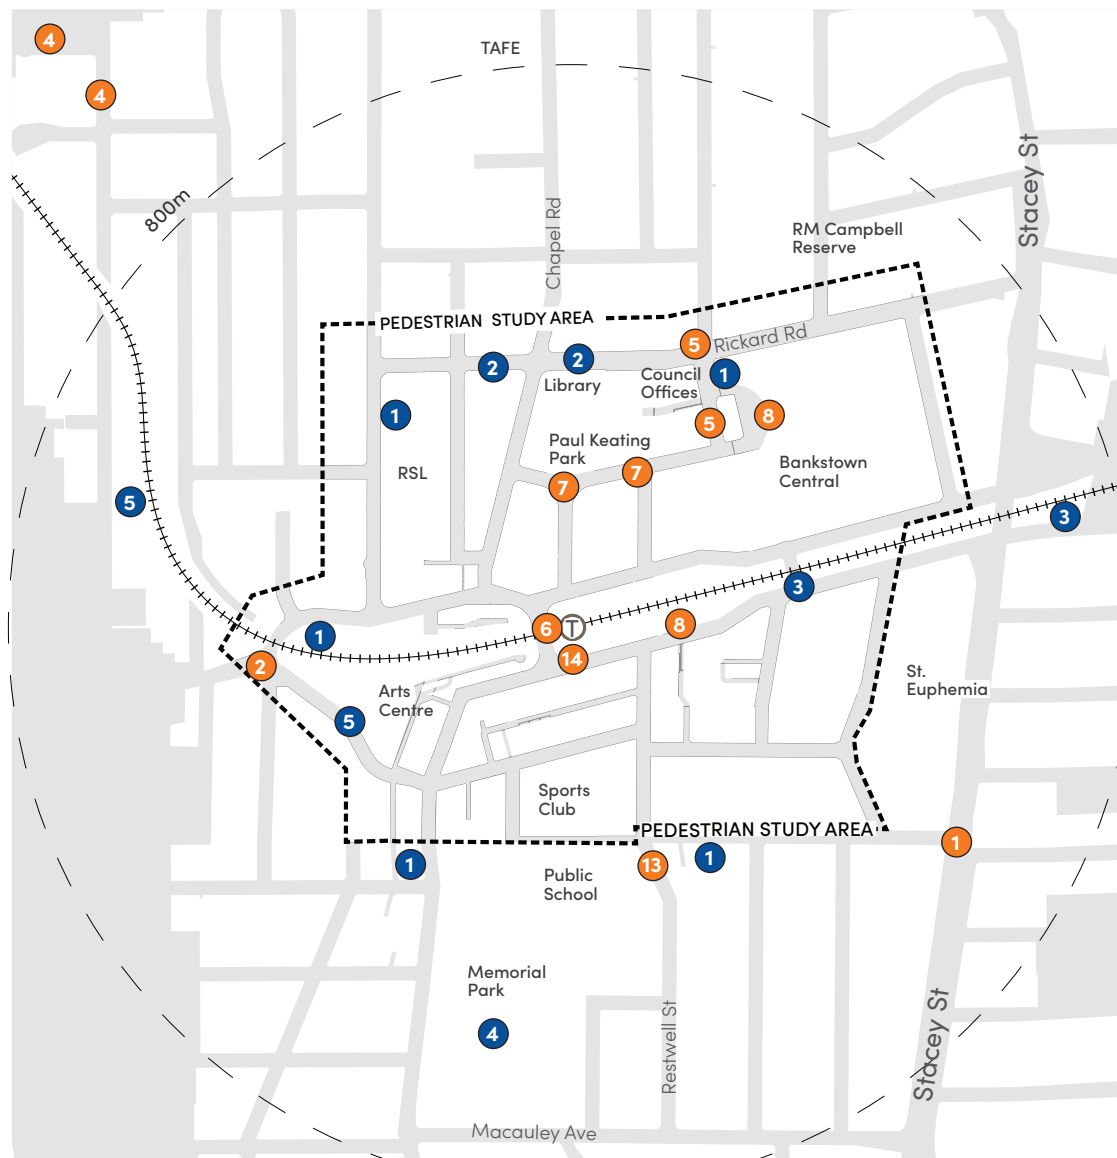 4
TAFE
4
Stacey St
800m
Chapel Rd
RM Campbell
Reserve
PEDESTRIAN STUDY AREA
5
Rickard Rd
2
2
1
Library
Council
Offices
1
5
8
Paul Keating
Park
RSL
7
7
Bankstown
Central
5
3
3
1
6
T
8
2
14
St.
Euphemia
Arts
Centre
5
Sports
Club
PEDESTRIAN STUDY AREA
1
1
13
1
Public
School
Memorial
Park
4
Restwell St
Stacey St
Macauley Ave